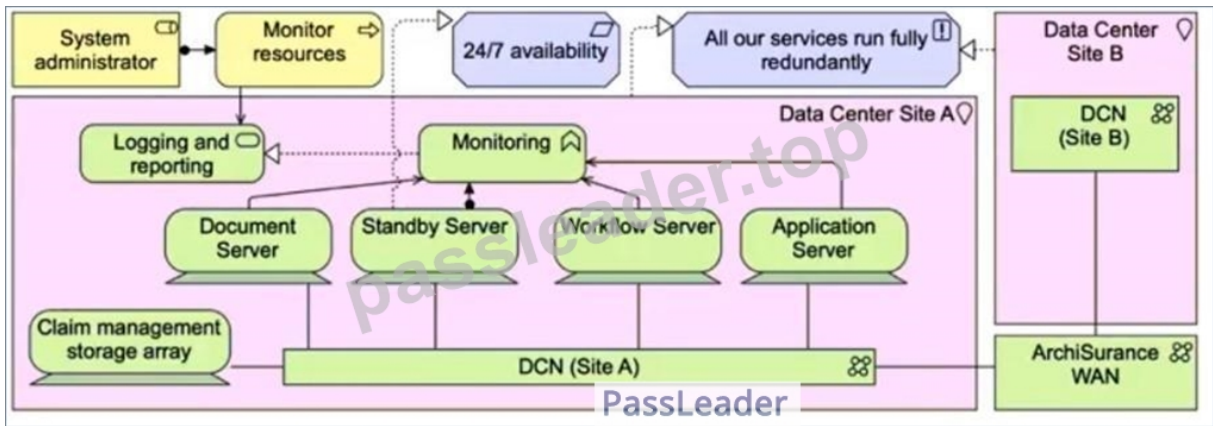 System
administrator
Monitor
resources
24/7 availability
All our services run fully
redundantly
!
Data Center
Site B
Data Center Site A
DCN
(Site B)
Logging and
reporting
Monitoring
Document
Server
Standby Server
Workflow Server
Application
Server
Claim management
storage array
DCN (Site A)
ArchiSurance
WAN
passleader.top
PassLeader